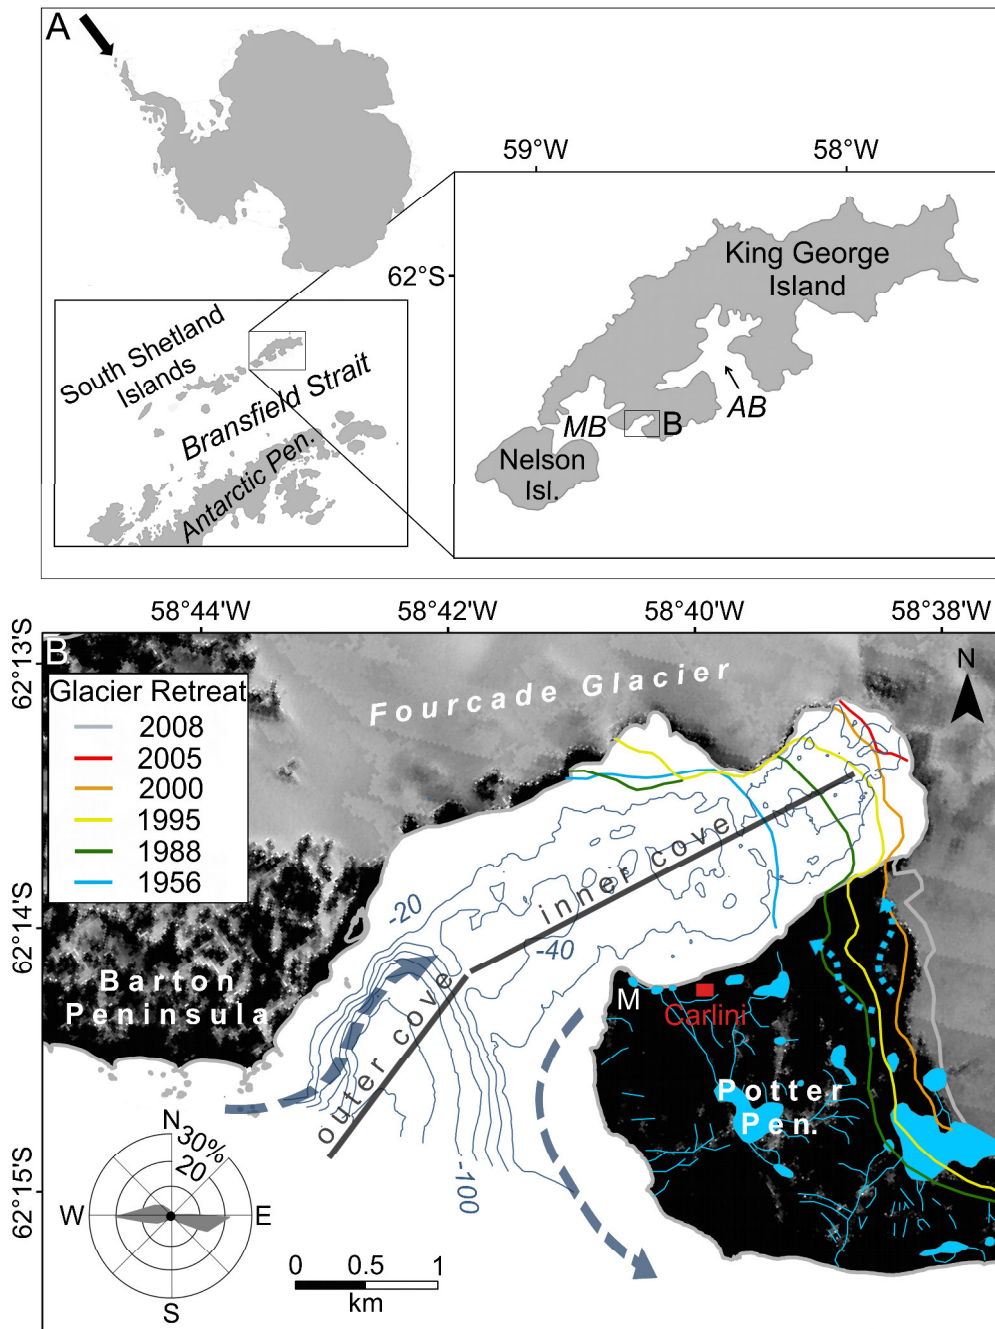 A
59°W
58°W
62°S
King George
Island
South Shetland
Islands
Bransfield Strait
Antarctic Pen.
MB
B
AB
Nelson
Isl.
58°44'W
58°42'W
58°40'W
58°38'W
62°13'S
62°14'S
62°15'S
B
Glacier Retreat
2008
2005
2000
1995
1988
1956
Fourcade Glacier
N
inner cove
-20
-40
outer cove
-100
Barton
Peninsula
M
Carlini
Potter
Pen.
N
30%
20
W
E
S
0
0.5
1
km